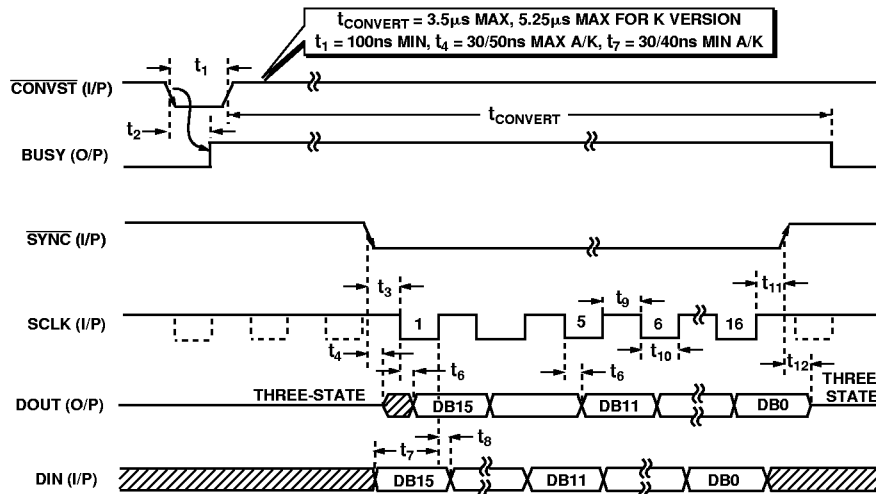 tCONVERT = 3.5µs MAX, 5.25µs MAX FOR K VERSION
t1 = 100ns MIN, t4 = 30/50ns MAX A/K, t7 = 30/40ns MIN A/K
t1
CONVST (I/P)
tCONVERT
t2
BUSY (O/P)
SYNC (I/P)
t3
t9
t11
SCLK (I/P)
1
5
6
16
t4
t10
t12
t6
t6
THREE-STATE
THREE-STATE
DOUT (O/P)
DB15
DB11
DB0
t7
t8
DIN (I/P)
DB15
DB11
DB0